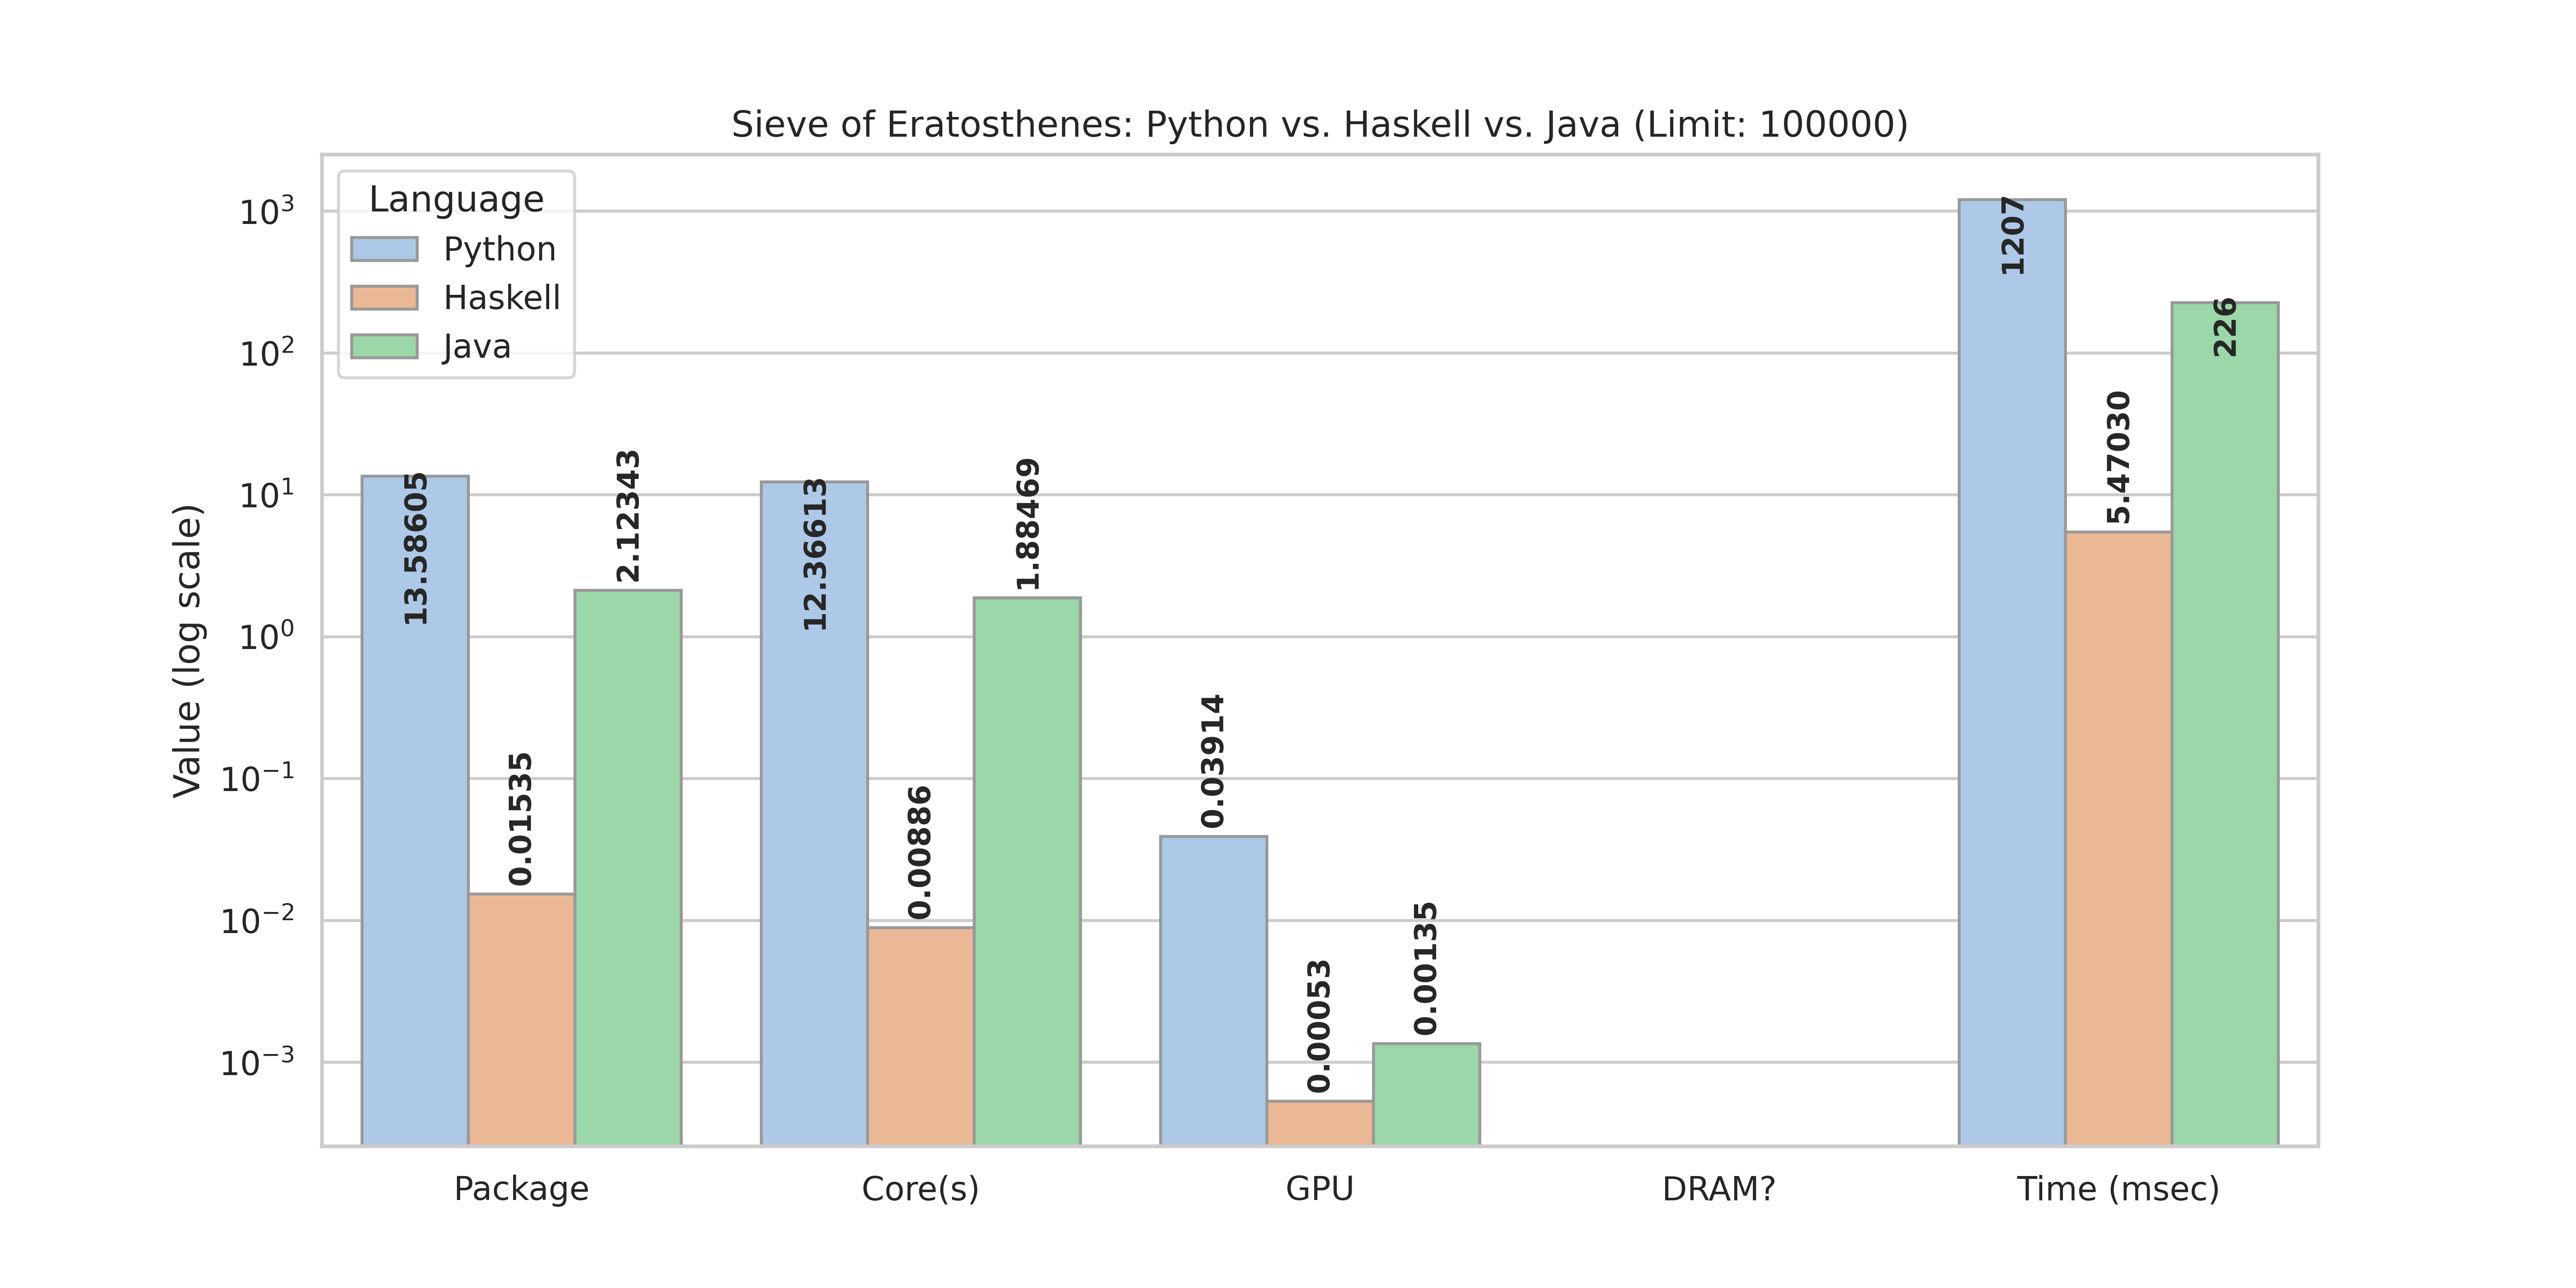 Sieve of Eratosthenes: Python vs. Haskell vs. Java (Limit: 100000)
Language
Python
Haskell
Java
Value (log scale)
10³
10²
10¹
10⁰
10⁻¹
10⁻²
10⁻³
13.58605
0.01535
2.12343
12.36613
0.00886
1.88469
0.03914
0.00053
0.00135
1207
5.47030
226
Package
Core(s)
GPU
DRAM?
Time (msec)